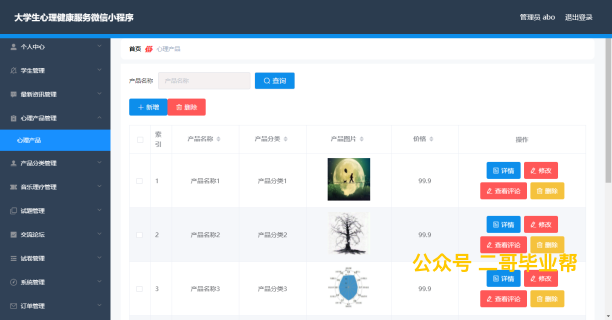 大学生心理健康服务微信小程序
管理员 abo 退出登录
个人中心
学生管理
最新资讯管理
心理产品管理
心理产品
产品分类管理
音乐理疗管理
试题管理
交流论坛
试卷管理
系统管理
订单管理
首页 心理产品
产品名称 产品名称 查询
+ 新增 删除
索引 产品名称 产品分类 产品图片 价格 操作
1 产品名称1 产品分类1 99.9 详情 修改
查看评论 删除
2 产品名称2 产品分类2 99.9 详情 修改
查看评论 删除
3 产品名称3 产品分类3 99.9 详情 修改
查看评论 删除
公众号 二哥毕业帮